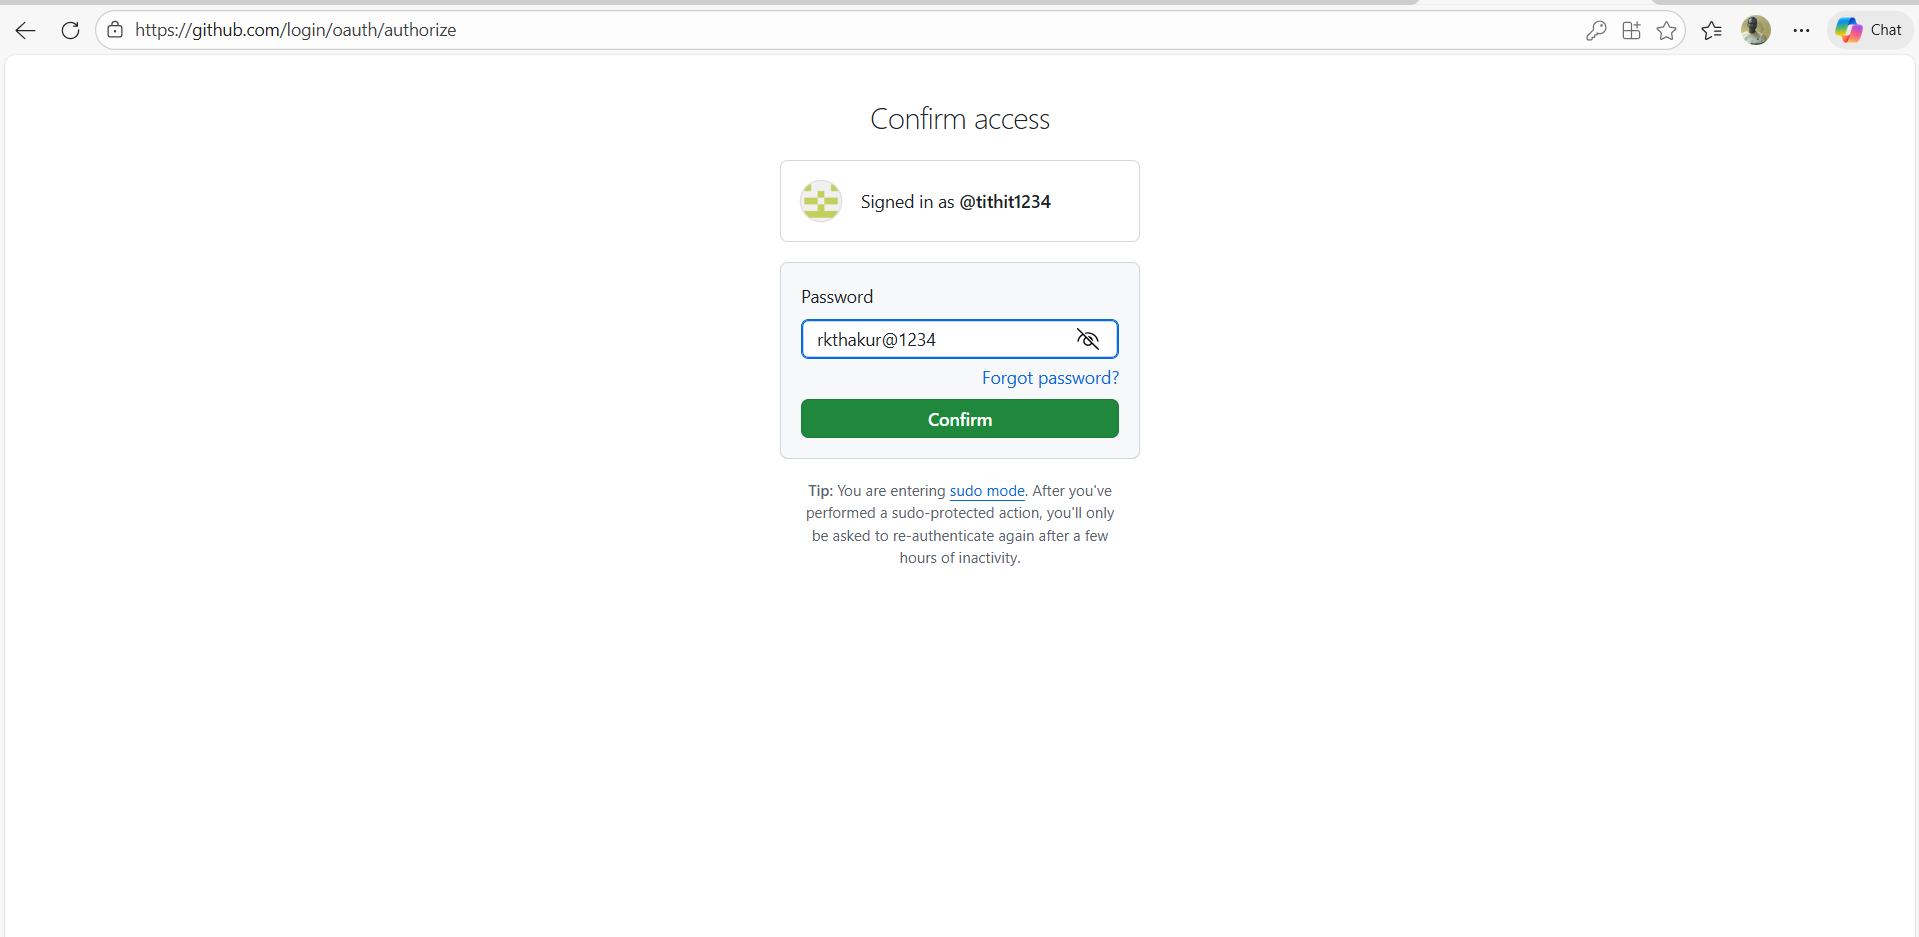 https://github.com/login/oauth/authorize
Chat
Confirm access
Signed in as @tithit1234
Password
rkthakur@1234
Forgot password?
Confirm
Tip: You are entering sudo mode. After you've
performed a sudo-protected action, you'll only
be asked to re-authenticate again after a few
hours of inactivity.